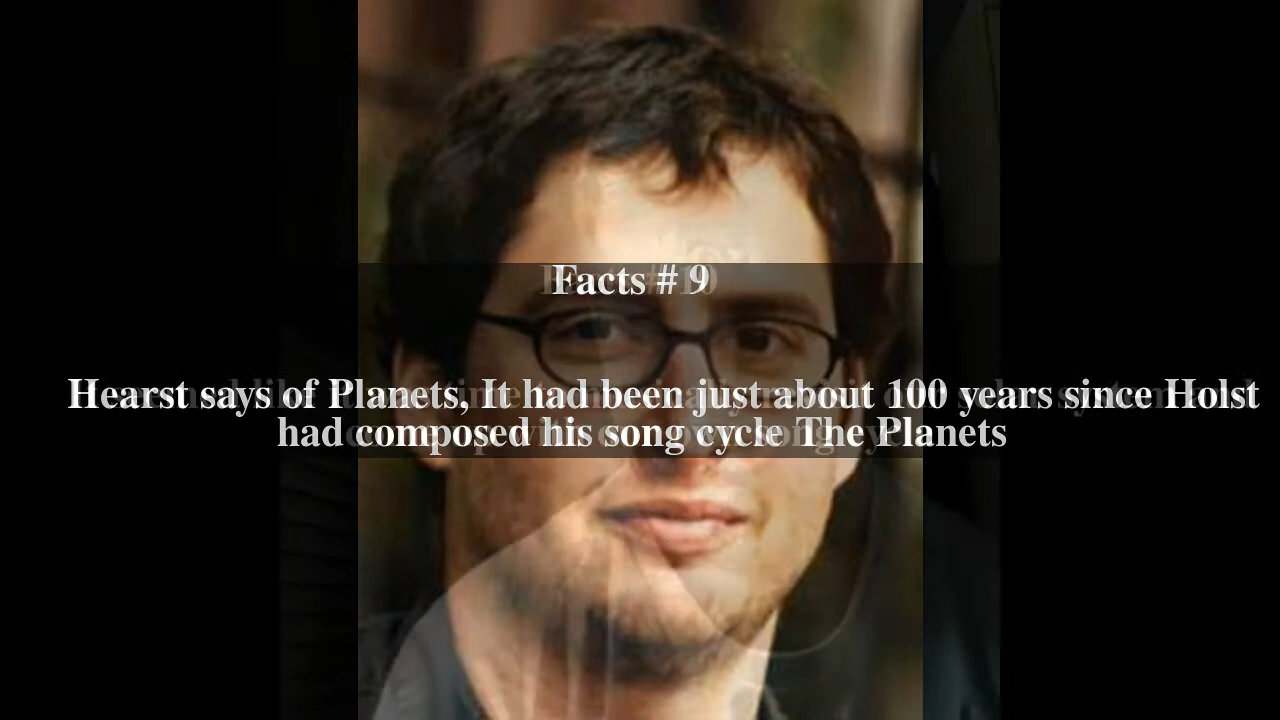 Facts # 9
Hearst says of Planets, It had been just about 100 years since Holst
had composed his song cycle The Planets